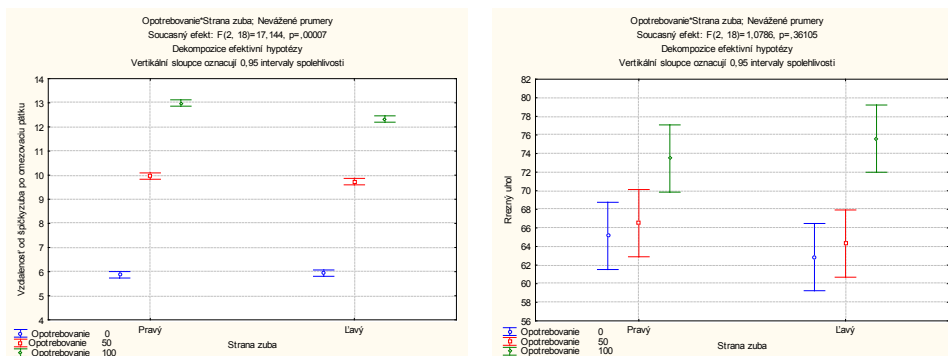 Opotrebovanie*Strana zuba; Nevážené prumery
Soucasný efekt: F(2, 18)=17,144, p=,00007
Dekompozice efektivní hypotézy
Vertikální sloupce oznacují 0,95 intervaly spolehlivosti
14
13
12
11
10
9
8
7
6
5
4
Vzdialenosť od špičky zuba po omezovaciu pätku
Pravý
Ľavý
Strana zuba
Opotrebovanie 0
Opotrebovanie 50
Opotrebovanie 100
Opotrebovanie*Strana zuba; Nevážené prumery
Soucasný efekt: F(2, 18)=1,0786, p=,36105
Dekompozice efektivní hypotézy
Vertikální sloupce oznacují 0,95 intervaly spolehlivosti
82
80
78
76
74
72
70
68
66
64
62
60
58
56
Rrezný uhol
Pravý
Ľavý
Strana zuba
Opotrebovanie 0
Opotrebovanie 50
Opotrebovanie 100